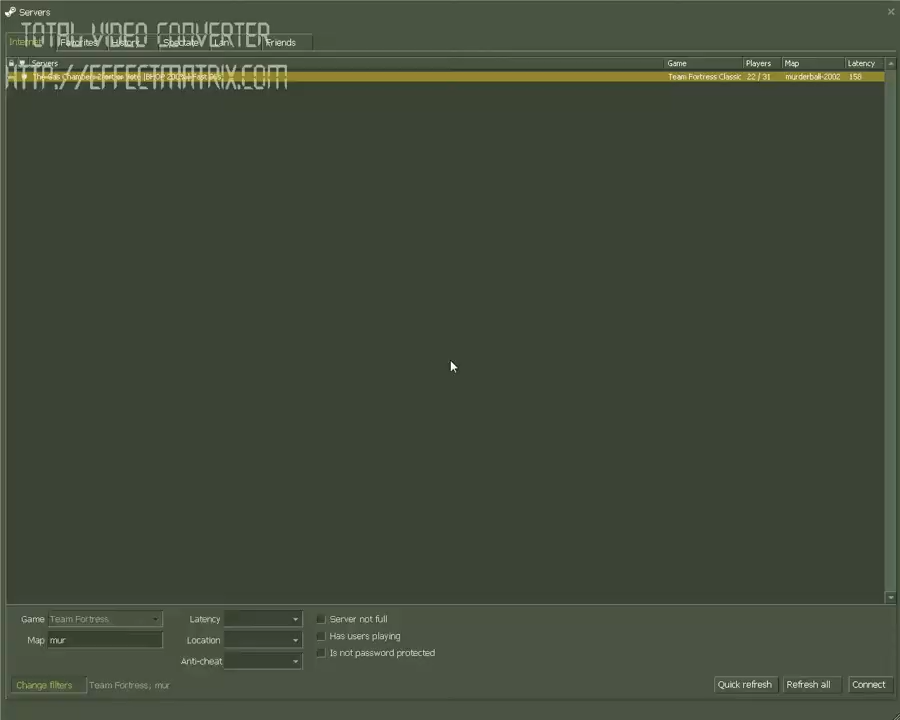 Servers
TOTAL VIDEO CONVERTER
Internet Favorites History Spectate Lan Friends
Servers Game Players Map Latency
HTTP://EFFECTMATRIX.COM
Team Fortress Classic 22 / 31 murderball-2002 158
Game Team Fortress Latency Server not full
Map mur Location Has users playing
Anti-cheat Is not password protected
Change filters Team Fortress, mur Quick refresh Refresh all Connect